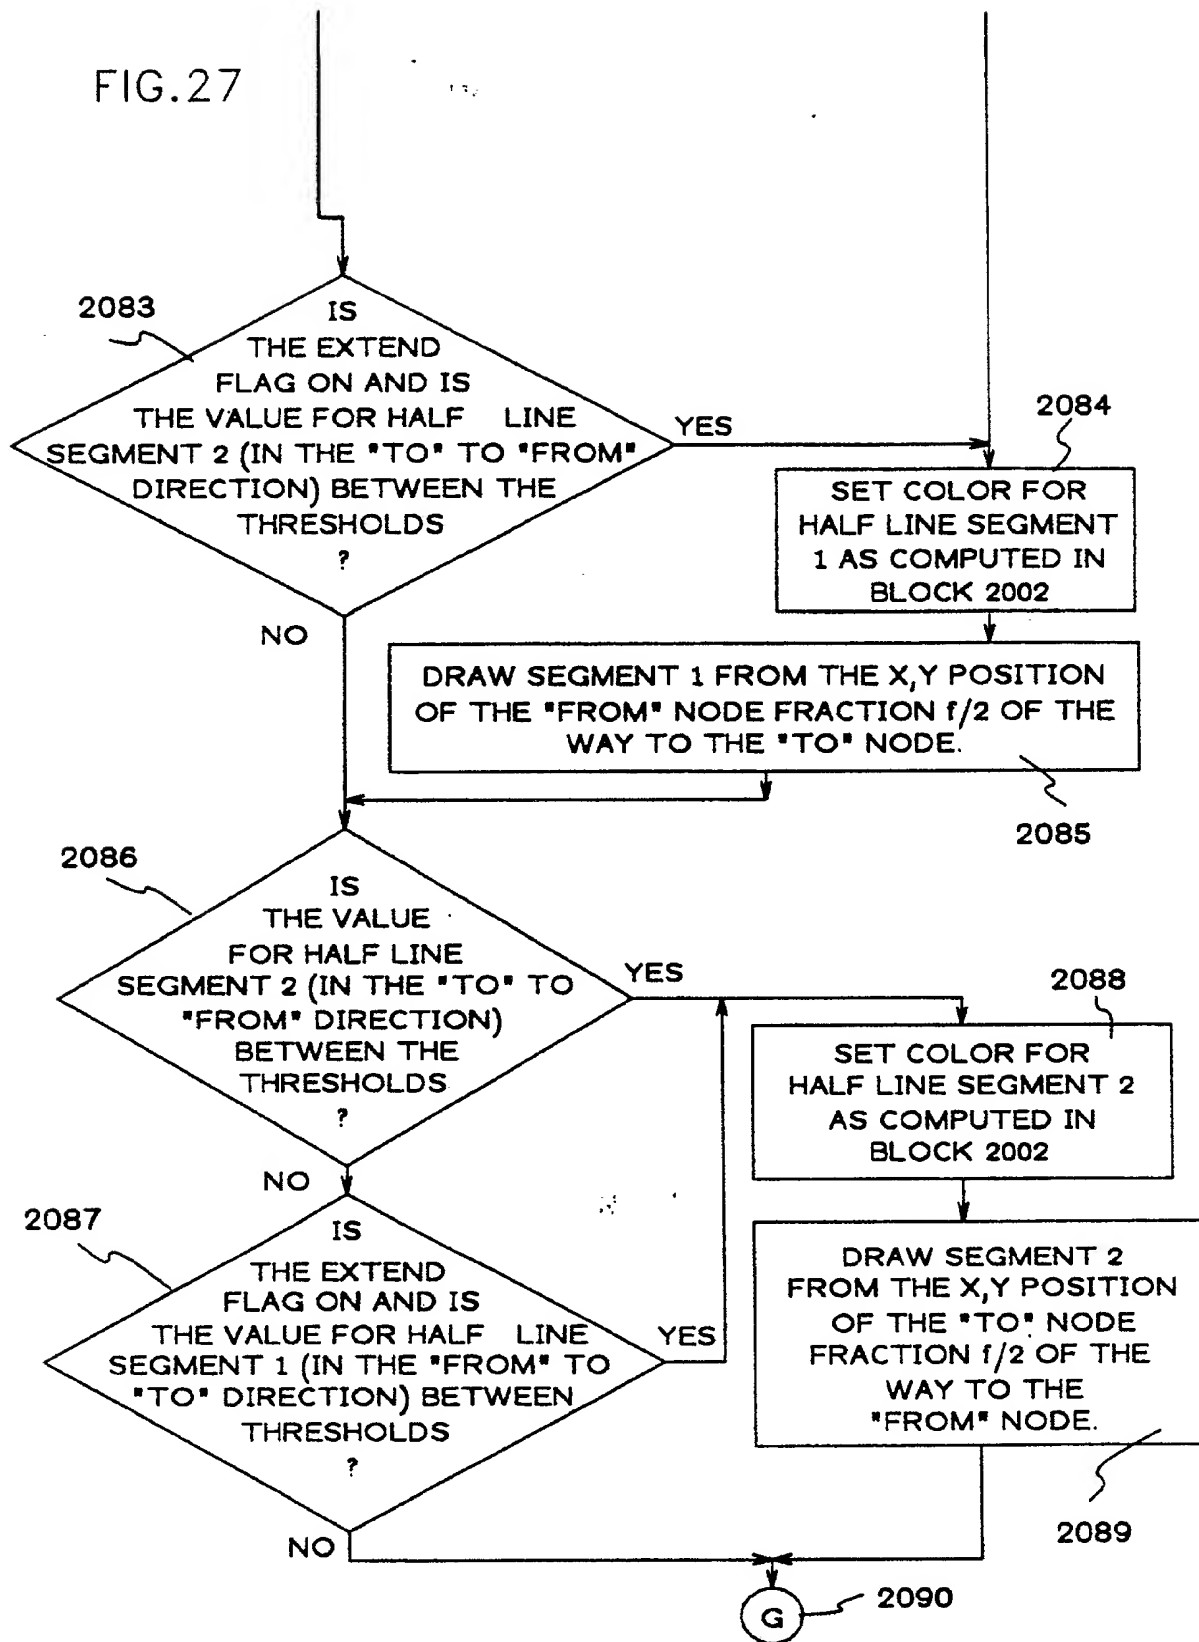 FIG.27
2083
IS
THE EXTEND
FLAG ON AND IS
THE VALUE FOR HALF LINE
SEGMENT 2 (IN THE "TO" TO "FROM"
DIRECTION) BETWEEN THE
THRESHOLDS
?
YES
NO
2084
SET COLOR FOR
HALF LINE SEGMENT
1 AS COMPUTED IN
BLOCK 2002
DRAW SEGMENT 1 FROM THE X,Y POSITION
OF THE "FROM" NODE FRACTION f/2 OF THE
WAY TO THE "TO" NODE.
2085
2086
IS
THE VALUE
FOR HALF LINE
SEGMENT 2 (IN THE "TO" TO
"FROM" DIRECTION)
BETWEEN THE
THRESHOLDS
?
YES
NO
2088
SET COLOR FOR
HALF LINE SEGMENT 2
AS COMPUTED IN
BLOCK 2002
2087
IS
THE EXTEND
FLAG ON AND IS
THE VALUE FOR HALF LINE
SEGMENT 1 (IN THE "FROM" TO
"TO" DIRECTION) BETWEEN
THRESHOLDS
?
YES
NO
DRAW SEGMENT 2
FROM THE X,Y POSITION
OF THE "TO" NODE
FRACTION f/2 OF THE
WAY TO THE
"FROM" NODE.
2089
G
2090